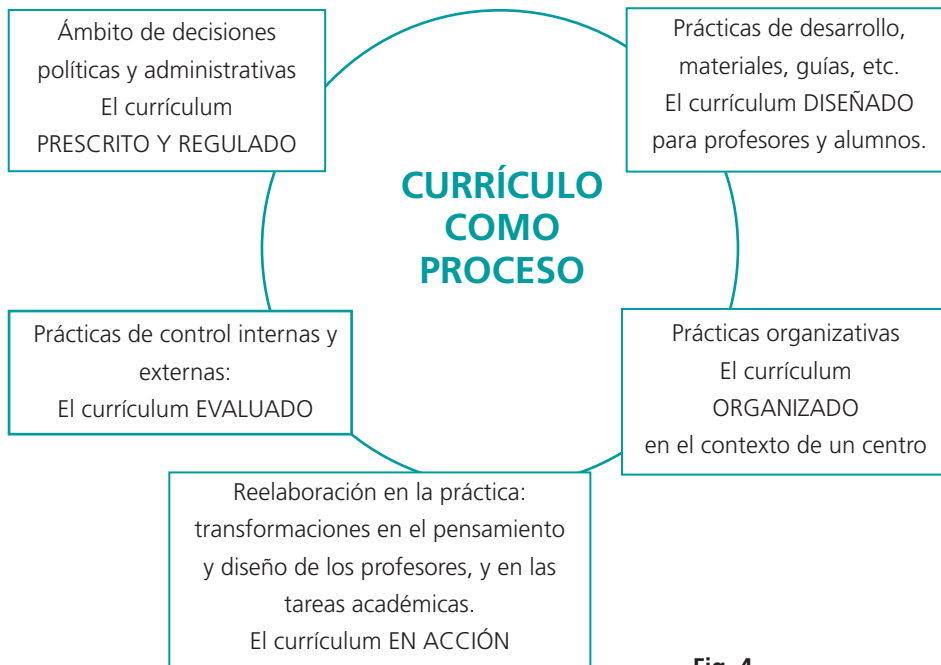 Ámbito de decisiones
políticas y administrativas
El currículum
PRESCRITO Y REGULADO
Prácticas de desarrollo,
materiales, guías, etc.
El currículum DISEÑADO
para profesores y alumnos.
CURRÍCULO
COMO
PROCESO
Prácticas de control internas y
externas:
El currículum EVALUADO
Prácticas organizativas
El currículum
ORGANIZADO
en el contexto de un centro
Reelaboración en la práctica:
transformaciones en el pensamiento
y diseño de los profesores, y en las
tareas académicas.
El currículum EN ACCIÓN
Fig. 4